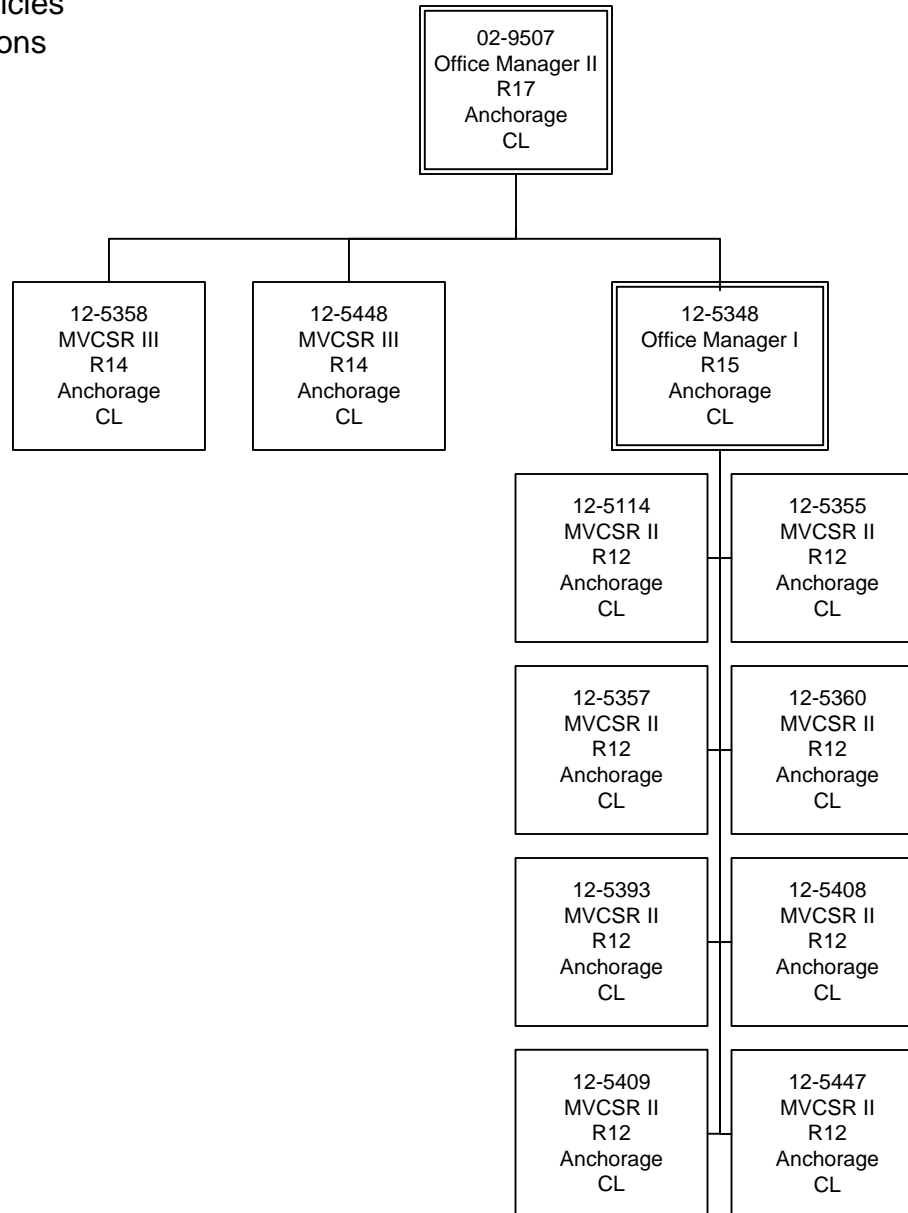 02-9507
Office Manager II
R17
Anchorage
CL
12-5358
MVCSR III
R14
Anchorage
CL
12-5448
MVCSR III
R14
Anchorage
CL
12-5348
Office Manager I
R15
Anchorage
CL
12-5114
MVCSR II
R12
Anchorage
CL
12-5355
MVCSR II
R12
Anchorage
CL
12-5357
MVCSR II
R12
Anchorage
CL
12-5360
MVCSR II
R12
Anchorage
CL
12-5393
MVCSR II
R12
Anchorage
CL
12-5408
MVCSR II
R12
Anchorage
CL
12-5409
MVCSR II
R12
Anchorage
CL
12-5447
MVCSR II
R12
Anchorage
CL